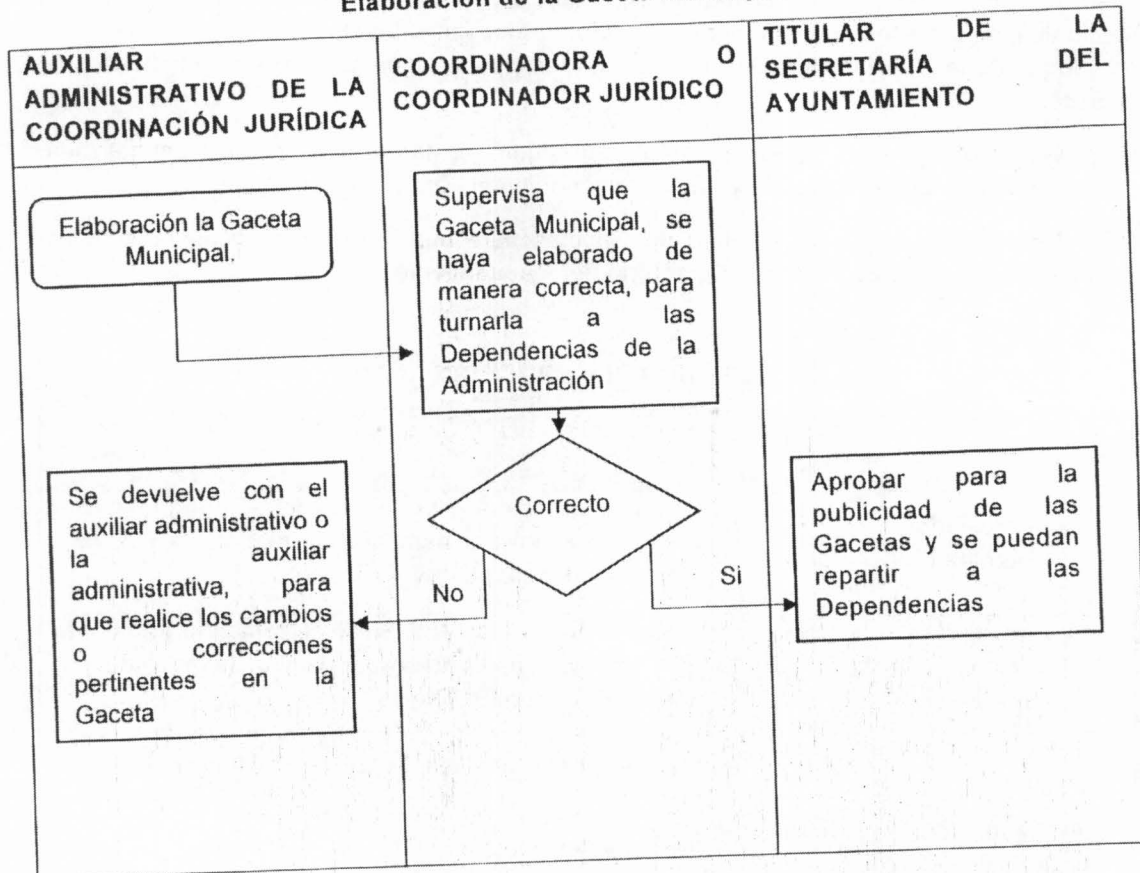 Elaboración de la
AUXILIAR
ADMINISTRATIVO DE LA
COORDINACIÓN JURÍDICA
COORDINADORA O
COORDINADOR JURÍDICO
TITULAR DE LA
SECRETARÍA DEL
AYUNTAMIENTO
Elaboración la Gaceta
Municipal.
Supervisa que la
Gaceta Municipal, se
haya elaborado de
manera correcta, para
turnarla a las
Dependencias de la
Administración
Correcto
No
Si
Se devuelve con el
auxiliar administrativo o
la auxiliar
administrativa, para
que realice los cambios
o correcciones
pertinentes en la
Gaceta
Aprobar para la
publicidad de las
Gacetas y se puedan
repartir a las
Dependencias